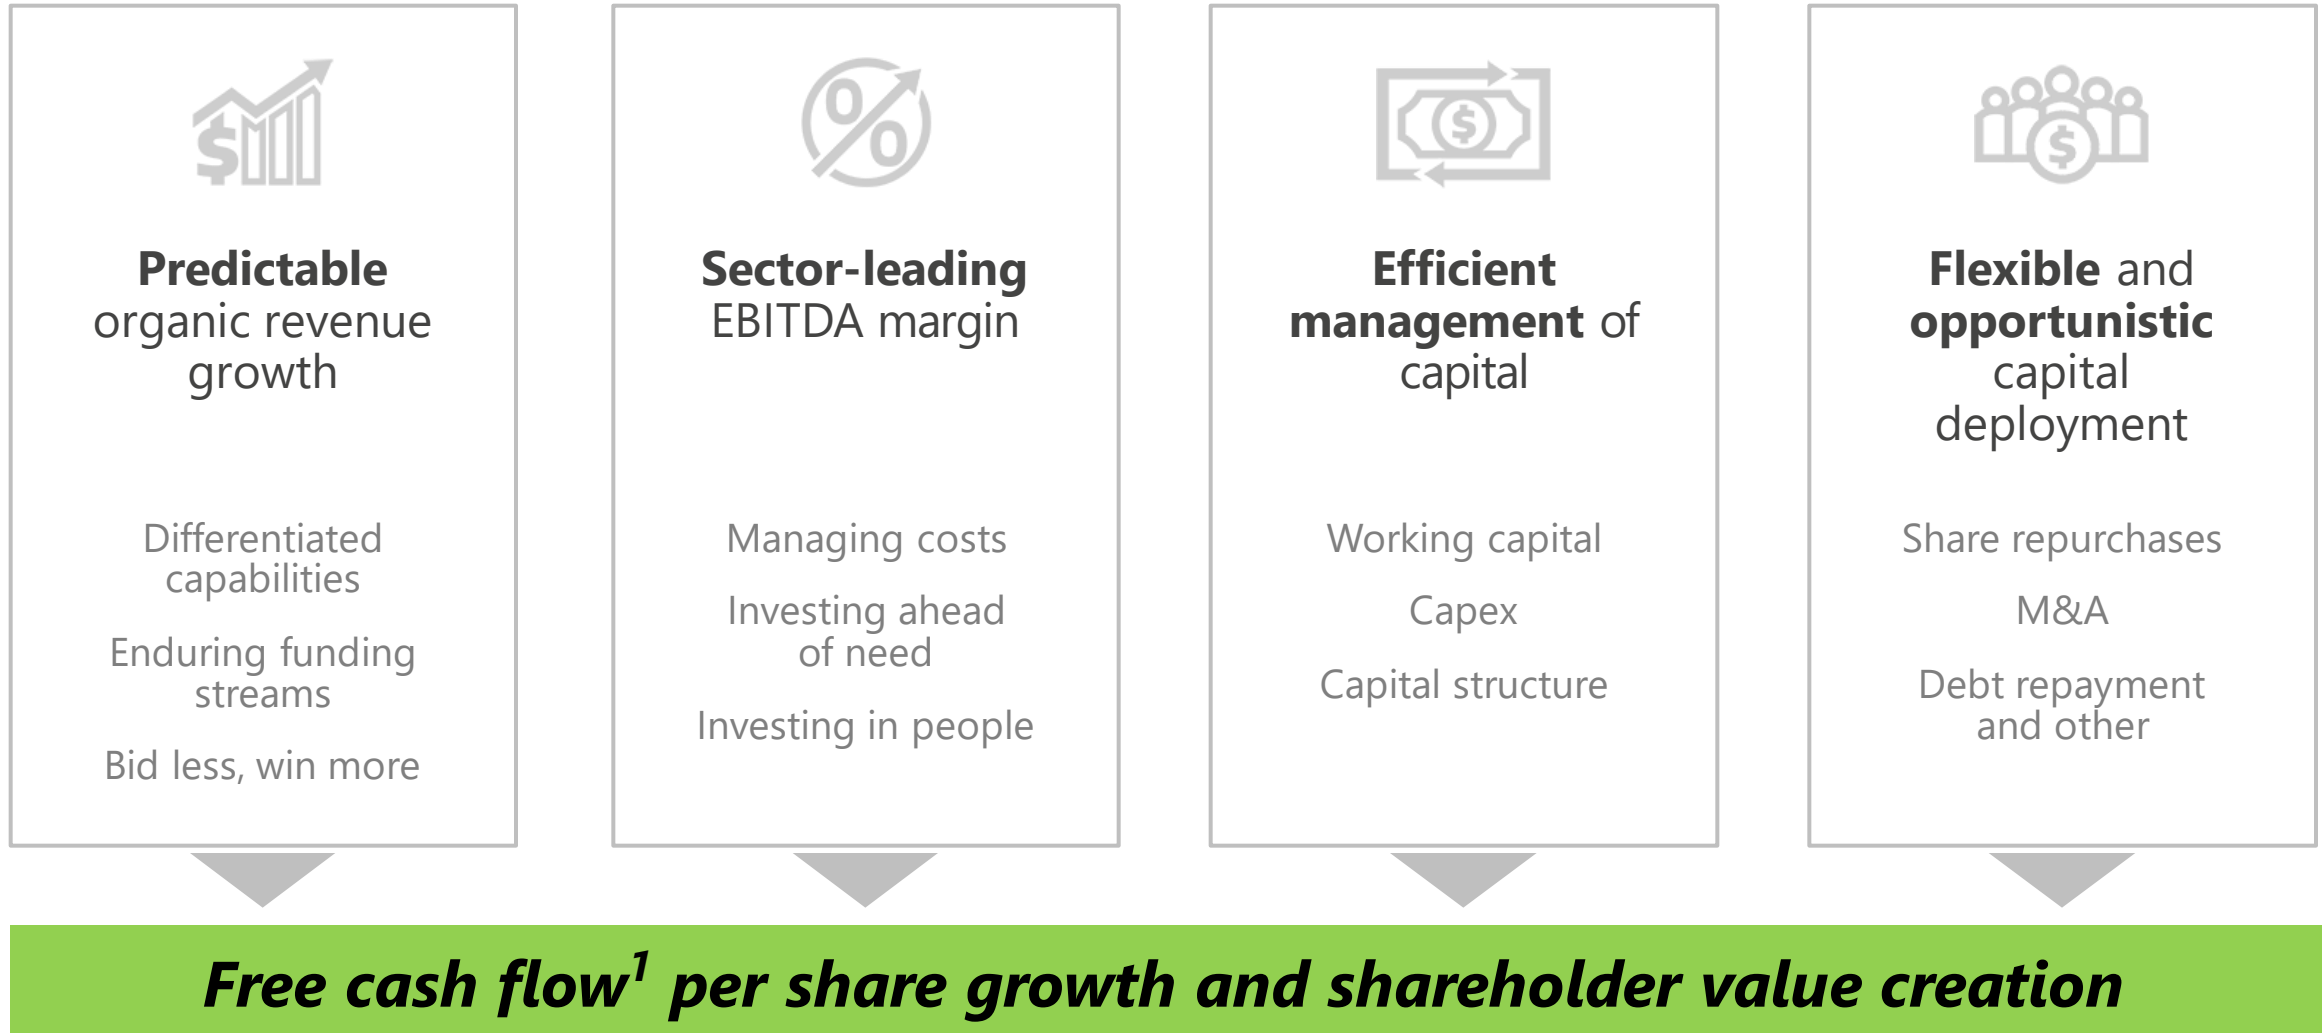 Predictable
organic revenue
growth
Differentiated
capabilities
Enduring funding
streams
Bid less, win more
Sector-leading
EBITDA margin
Managing costs
Investing ahead
of need
Investing in people
Efficient
management of
capital
Working capital
Capex
Capital structure
Flexible and
opportunistic
capital
deployment
Share repurchases
M&A
Debt repayment
and other
Free cash flow¹ per share growth and shareholder value creation